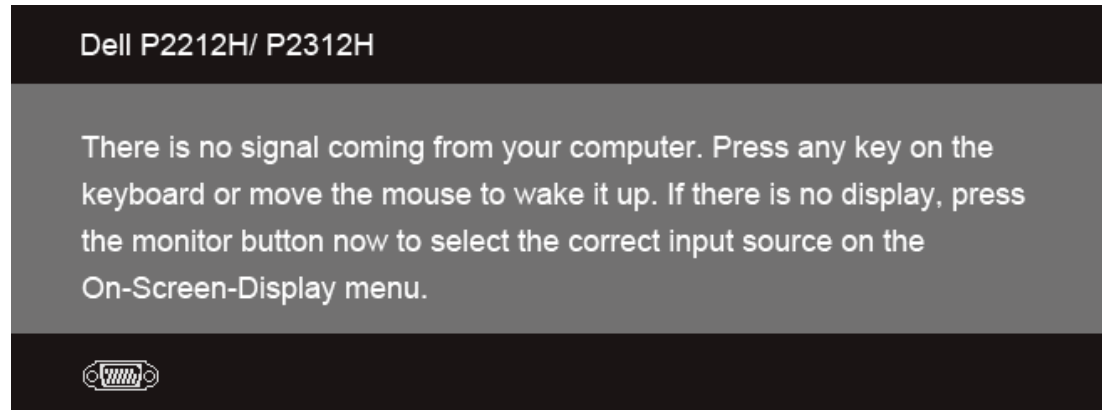 Dell P2212H/ P2312H
There is no signal coming from your computer. Press any key on the
keyboard or move the mouse to wake it up. If there is no display, press
the monitor button now to select the correct input source on the
On-Screen-Display menu.